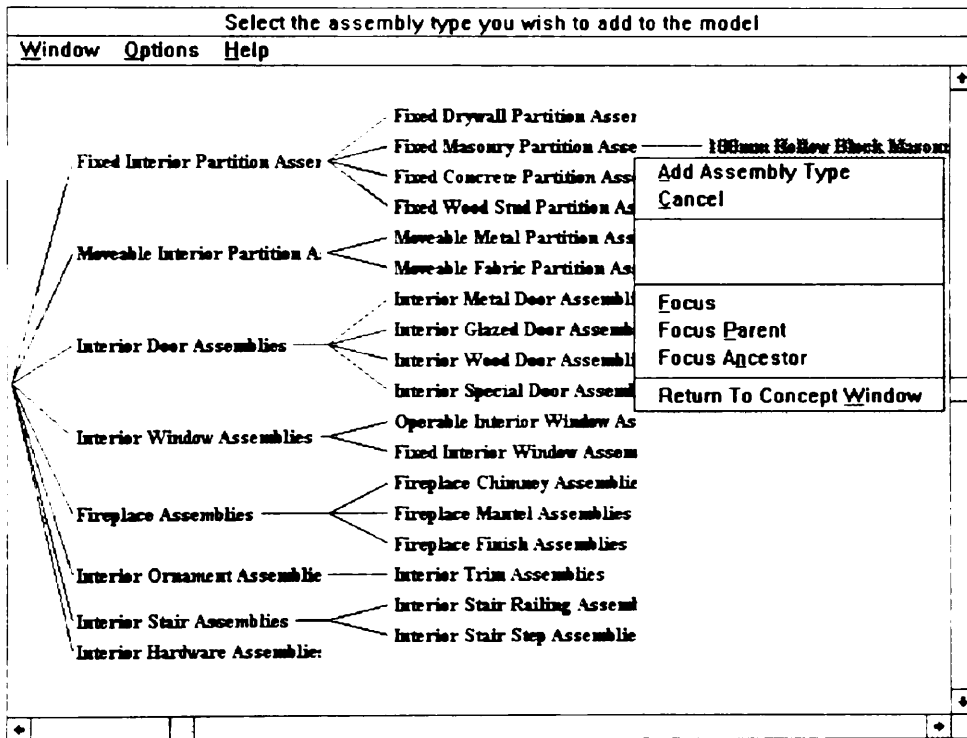 Select the assembly type you wish to add to the model
Window Options Help
Fixed Drywall Partition Asser
Fixed Interior Partition Asser
Fixed Masonry Partition Asse
100mm Hollow Block Mason
Fixed Concrete Partition Ass
Fixed Wood Stud Partition As
Moveable Interior Partition A
Moveable Metal Partition Ass
Moveable Fabric Partition As
Interior Door Assemblies
Interior Metal Door Assembli
Interior Glazed Door Assemb
Interior Wood Door Assembli
Interior Special Door Assemb
Interior Window Assemblies
Operable Interior Window As
Fixed Interior Window Assem
Fireplace Assemblies
Fireplace Chimney Assemblie
Fireplace Mantel Assemblies
Fireplace Finish Assemblies
Interior Ornament Assemblie
Interior Trim Assemblies
Interior Stair Assemblies
Interior Stair Railing Assemb
Interior Stair Step Assemblie
Interior Hardware Assemblies
Add Assembly Type
Cancel
Focus
Focus Parent
Focus Ancestor
Return To Concept Window